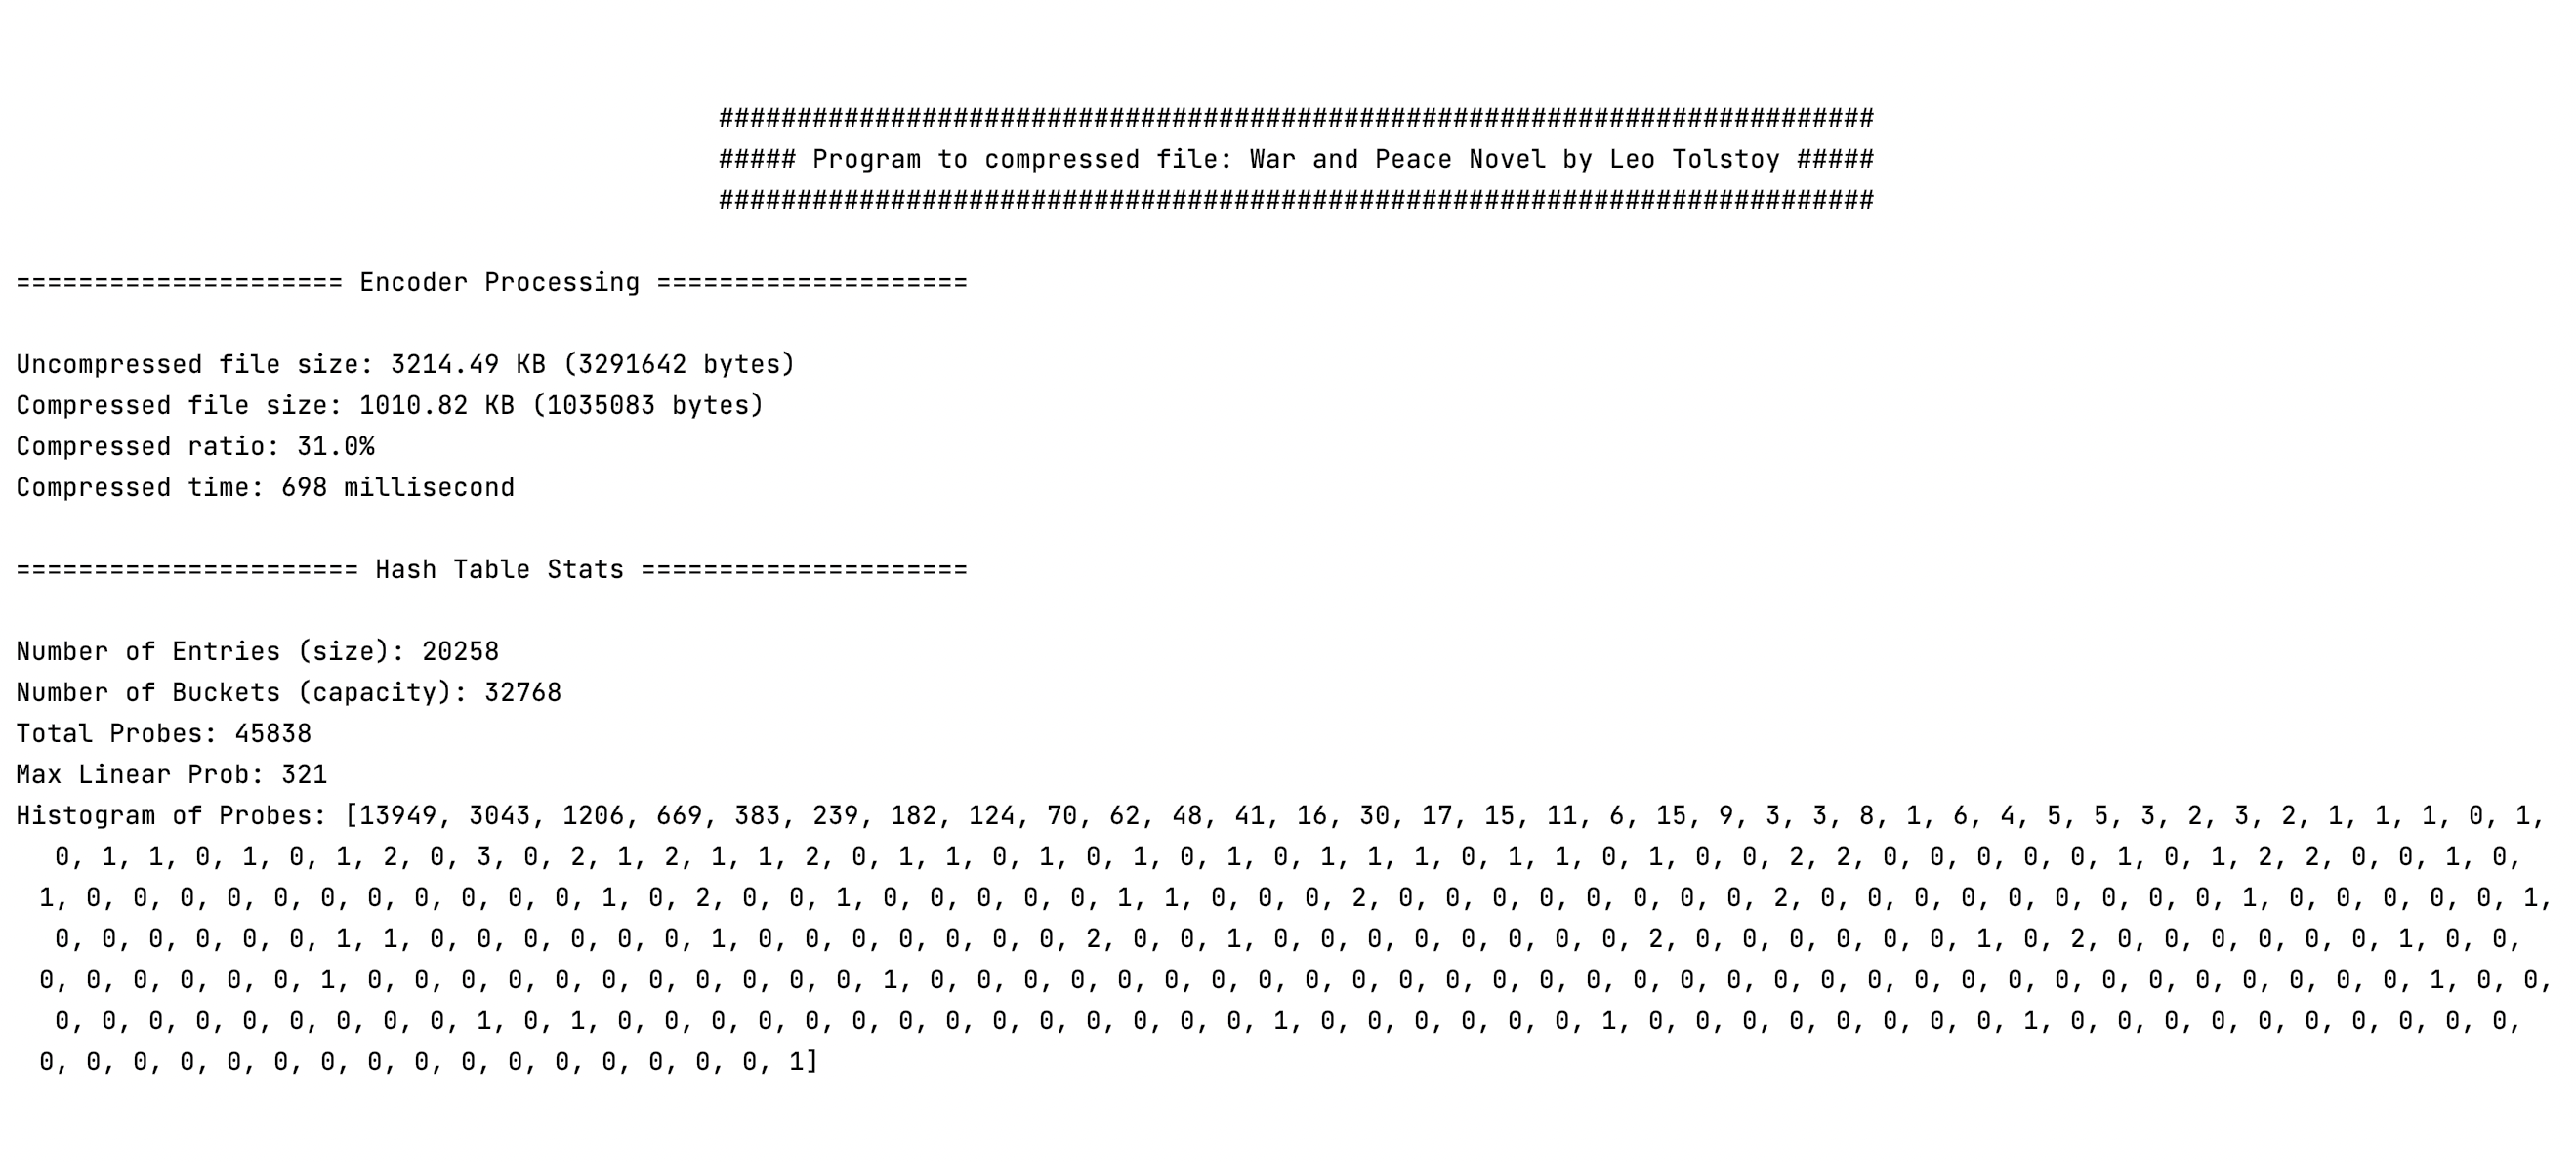 ##########################################################################
##### Program to compressed file: War and Peace Novel by Leo Tolstoy #####
##########################################################################
===================== Encoder Processing ====================
Uncompressed file size: 3214.49 KB (3291642 bytes)
Compressed file size: 1010.82 KB (1035083 bytes)
Compressed ratio: 31.0%
Compressed time: 698 millisecond
====================== Hash Table Stats =====================
Number of Entries (size): 20258
Number of Buckets (capacity): 32768
Total Probes: 45838
Max Linear Prob: 321
Histogram of Probes: [13949, 3043, 1206, 669, 383, 239, 182, 124, 70, 62, 48, 41, 16, 30, 17, 15, 11, 6, 15, 9, 3, 3, 8, 1, 6, 4, 5, 5, 3, 2, 3, 2, 1, 1, 1, 0, 1,
0, 1, 1, 0, 1, 0, 1, 2, 0, 3, 0, 2, 1, 2, 1, 1, 2, 0, 1, 1, 0, 1, 0, 1, 0, 1, 0, 1, 1, 1, 0, 1, 1, 0, 1, 0, 0, 2, 2, 0, 0, 0, 0, 0, 1, 0, 1, 2, 2, 0, 0, 1, 0,
1, 0, 0, 0, 0, 0, 0, 0, 0, 0, 0, 0, 1, 0, 2, 0, 0, 1, 0, 0, 0, 0, 0, 1, 1, 0, 0, 0, 2, 0, 0, 0, 0, 0, 0, 0, 0, 2, 0, 0, 0, 0, 0, 0, 0, 0, 0, 1, 0, 0, 0, 0, 0, 1,
0, 0, 0, 0, 0, 0, 1, 1, 0, 0, 0, 0, 0, 0, 1, 0, 0, 0, 0, 0, 0, 0, 2, 0, 0, 1, 0, 0, 0, 0, 0, 0, 0, 0, 2, 0, 0, 0, 0, 0, 0, 1, 0, 2, 0, 0, 0, 0, 0, 0, 1, 0, 0,
0, 0, 0, 0, 0, 0, 1, 0, 0, 0, 0, 0, 0, 0, 0, 0, 0, 0, 1, 0, 0, 0, 0, 0, 0, 0, 0, 0, 0, 0, 0, 0, 0, 0, 0, 0, 0, 0, 0, 0, 0, 0, 0, 0, 0, 0, 0, 0, 0, 0, 0, 1, 0, 0,
0, 0, 0, 0, 0, 0, 0, 0, 0, 1, 0, 1, 0, 0, 0, 0, 0, 0, 0, 0, 0, 0, 0, 0, 0, 0, 1, 0, 0, 0, 0, 0, 0, 1, 0, 0, 0, 0, 0, 0, 0, 0, 1, 0, 0, 0, 0, 0, 0, 0, 0, 0, 0,
0, 0, 0, 0, 0, 0, 0, 0, 0, 0, 0, 0, 0, 0, 0, 0, 1]